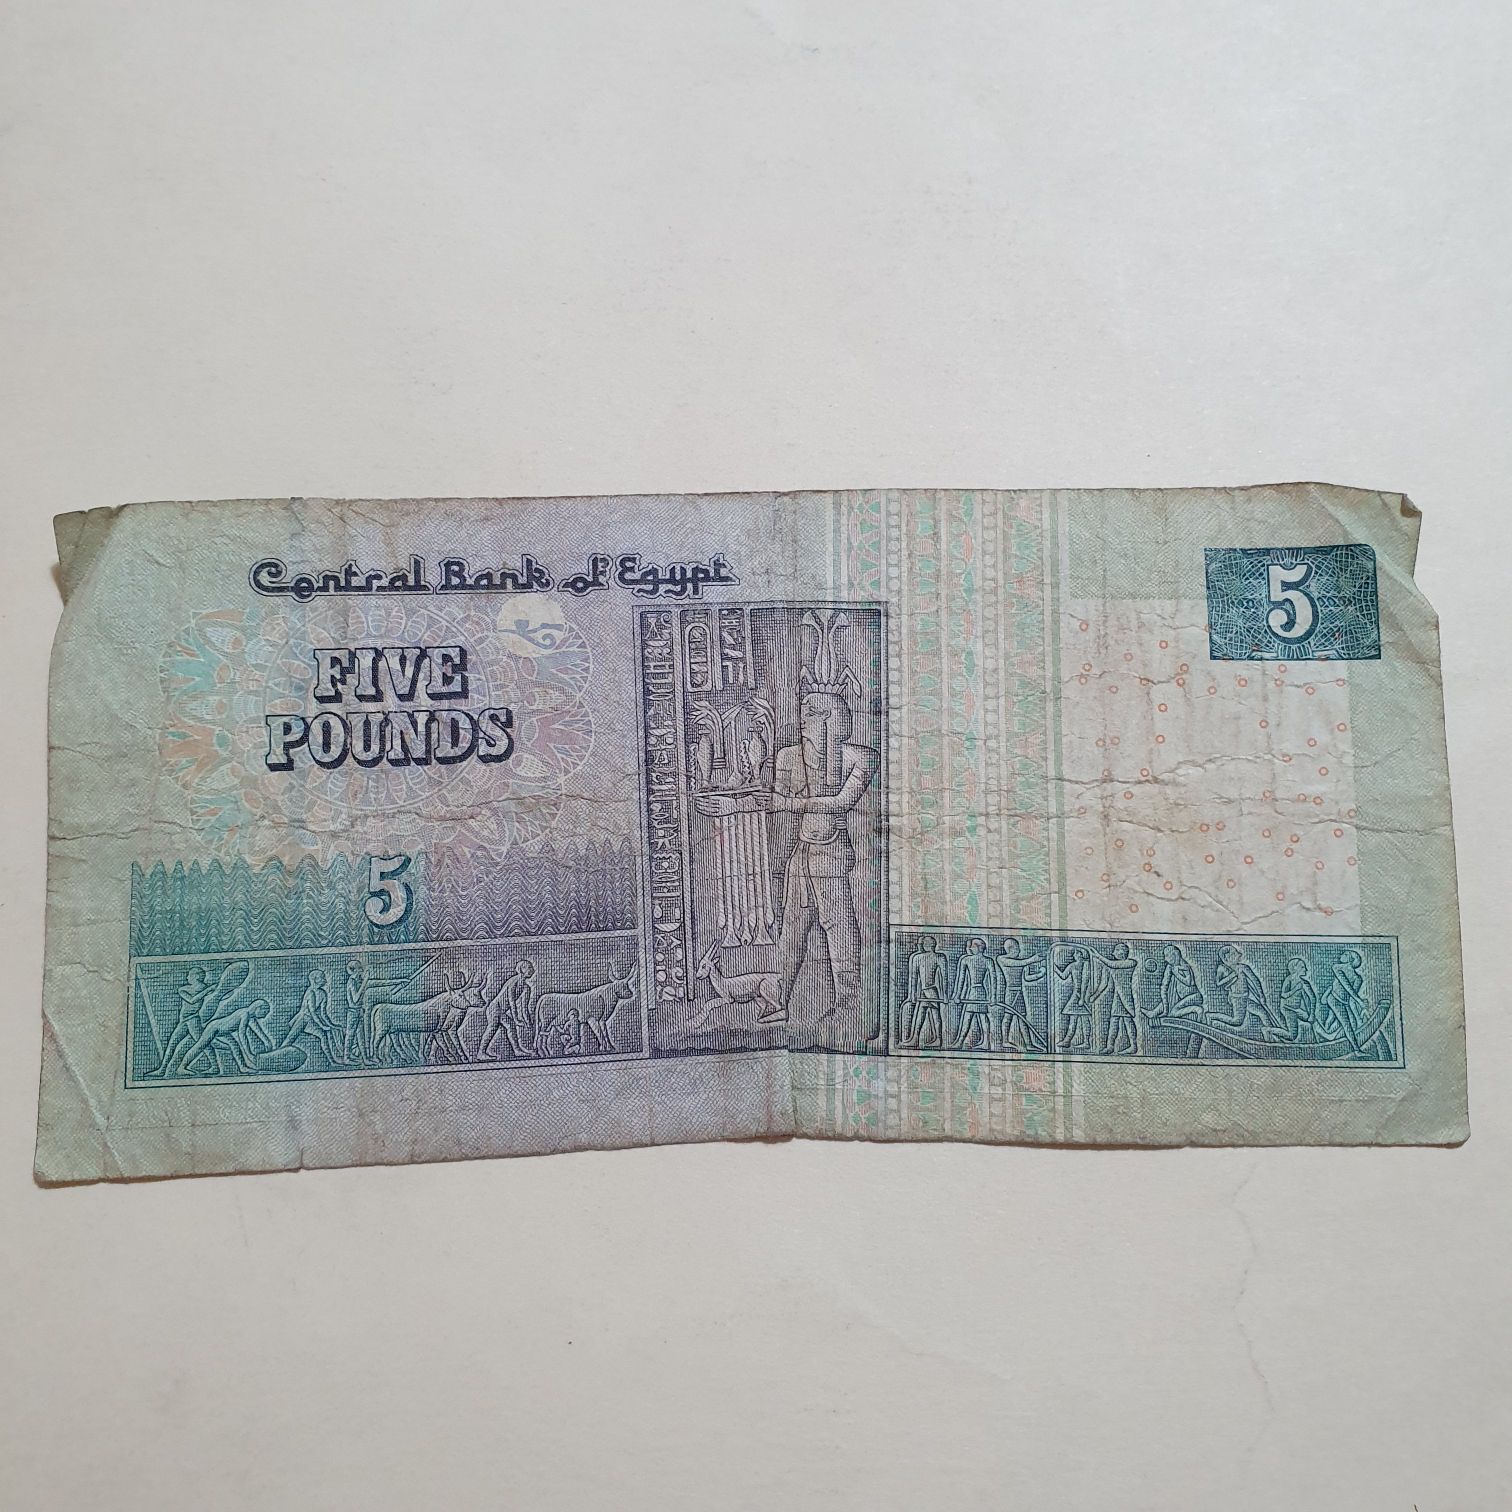 Central Bank of Egypt
5
FIVE
POUNDS
5